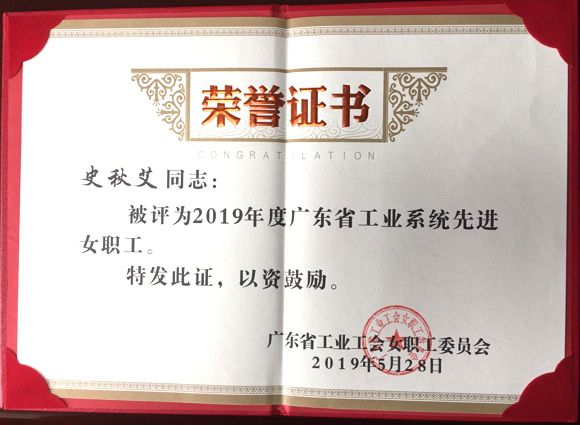 荣誉证书
CONGRATULATION
史秋艾同志：
被评为2019年度广东省工业系统先进
女职工。
特发此证，以资鼓励。
广东省工业工会女职工委员会
2019年5月28日